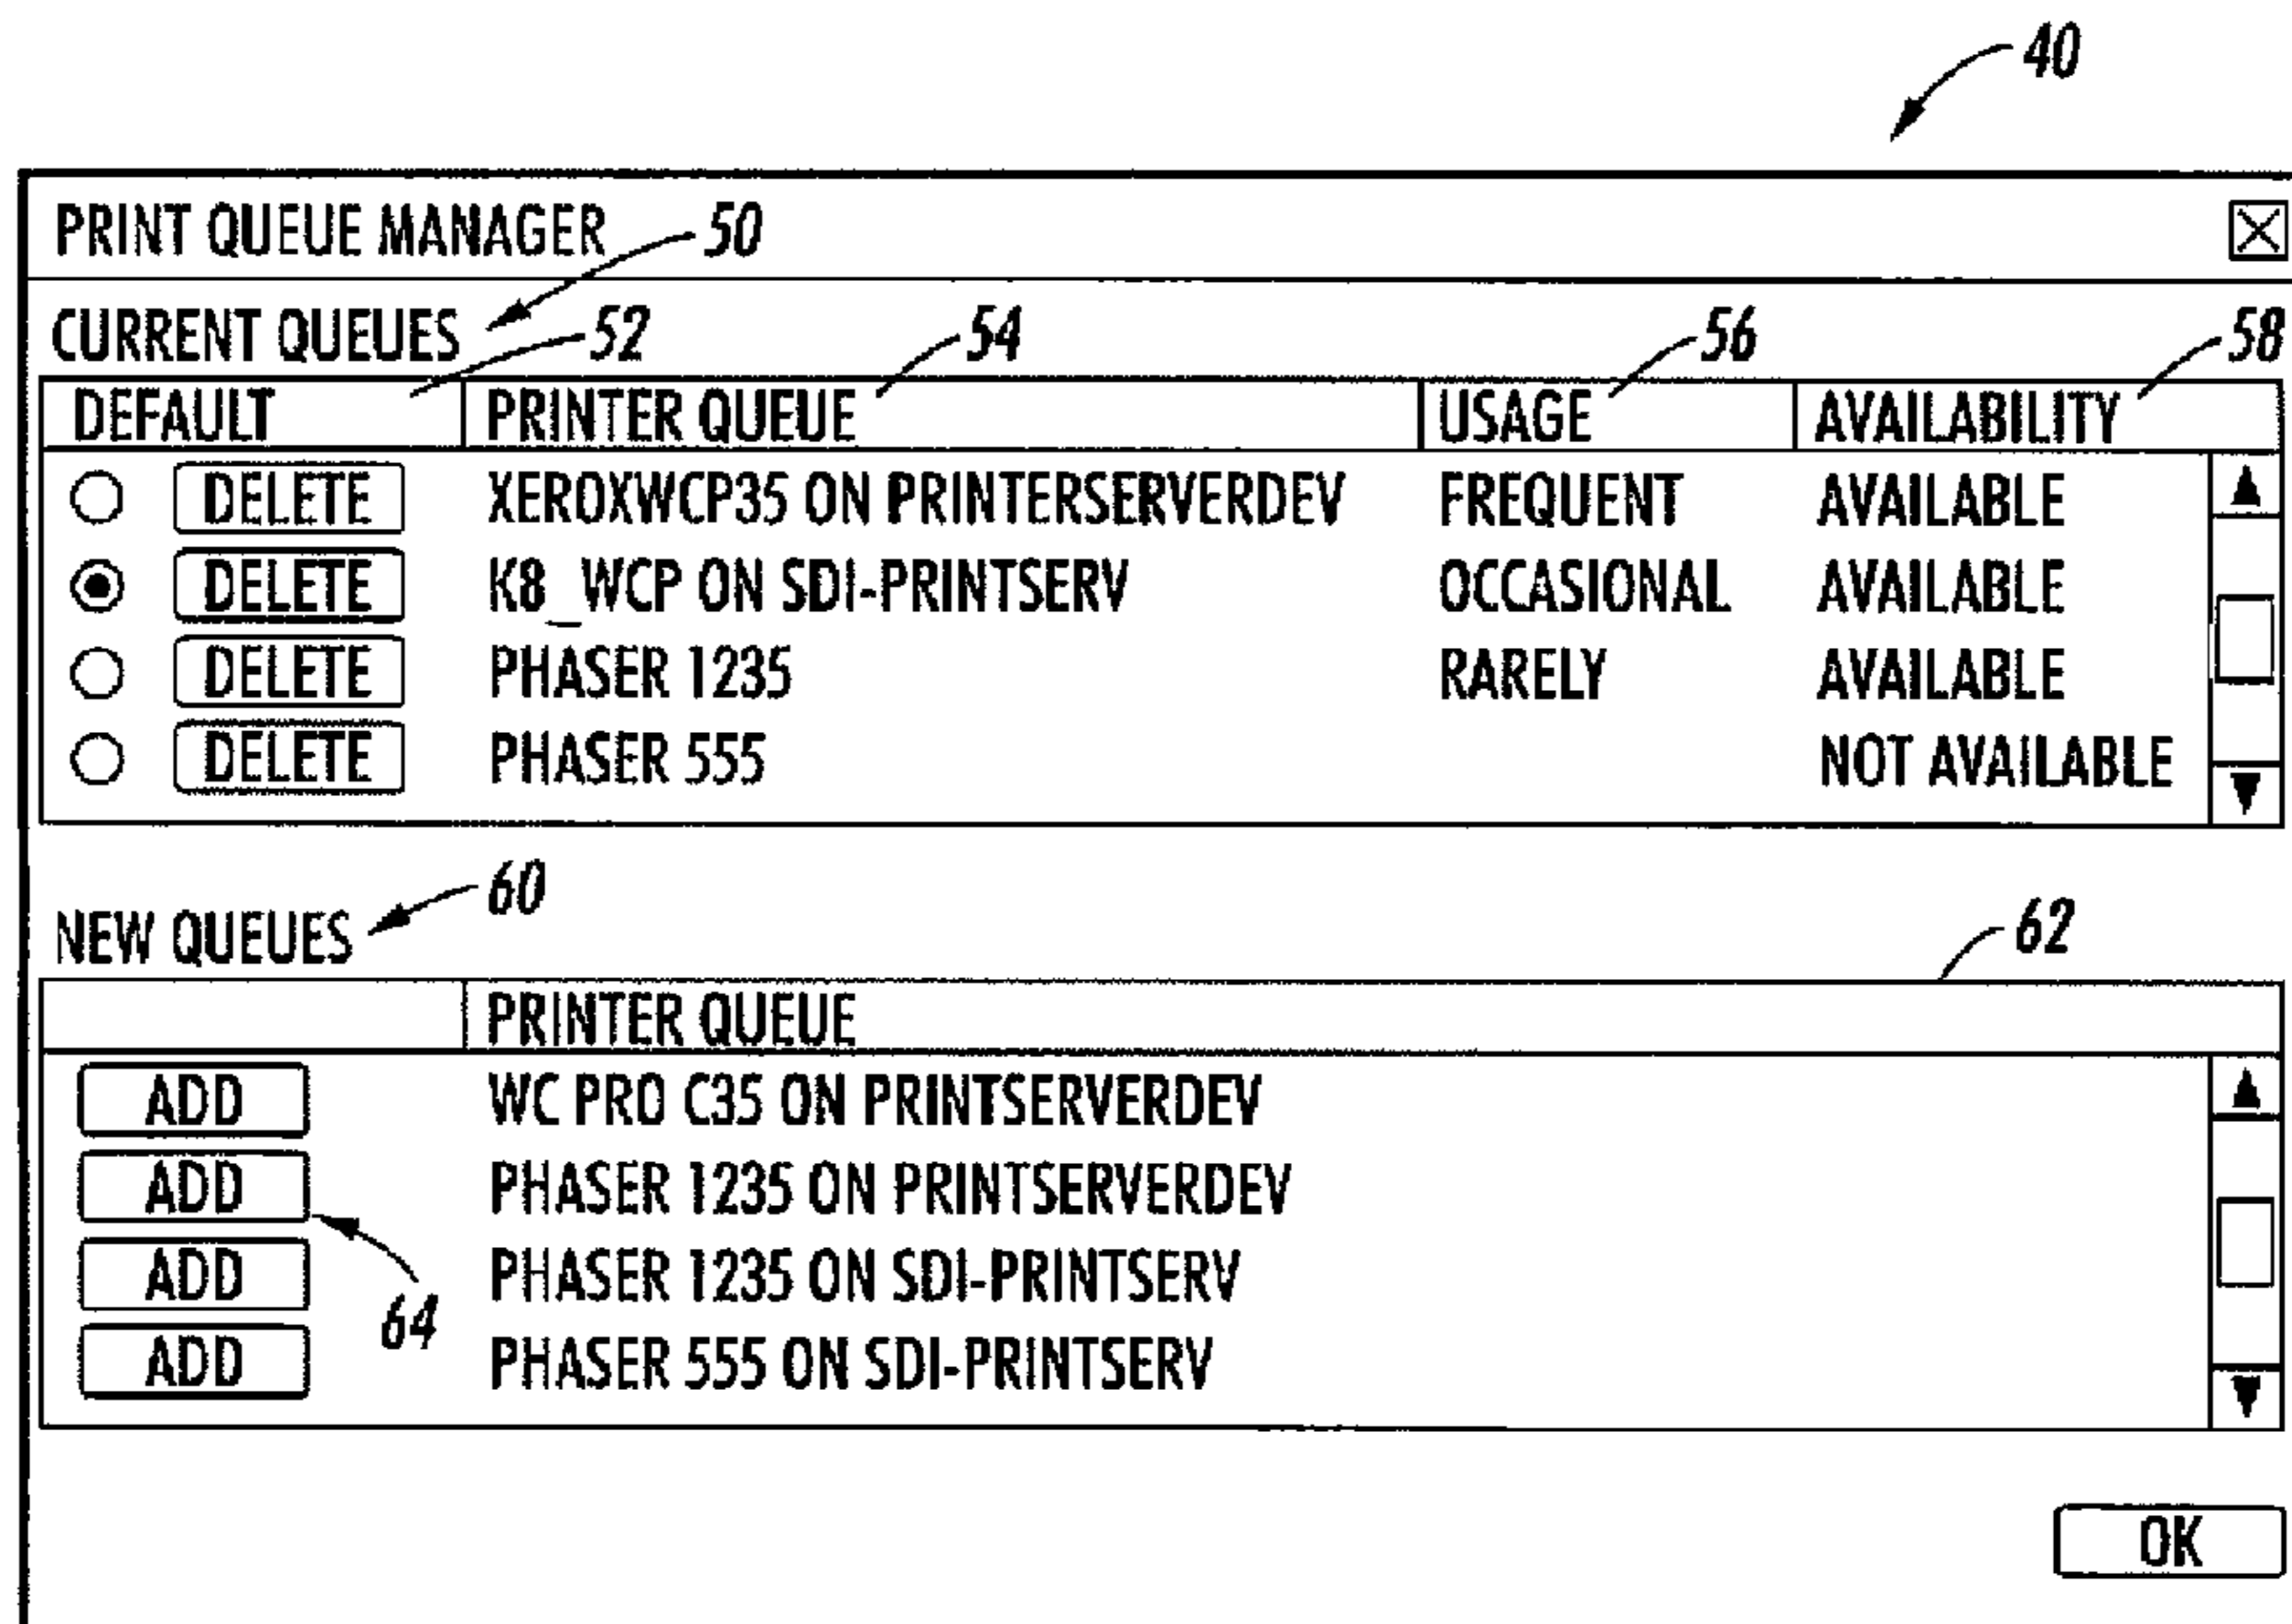 40
PRINT QUEUE MANAGER 50
CURRENT QUEUES 52 54 56 58
DEFAULT PRINTER QUEUE USAGE AVAILABILITY
DELETE XEROXWCP35 ON PRINTERSERVERDEV FREQUENT AVAILABLE
DELETE K8_WCP ON SDI-PRINTSERV OCCASIONAL AVAILABLE
DELETE PHASER 1235 RARELY AVAILABLE
DELETE PHASER 555 NOT AVAILABLE
60
NEW QUEUES 62
PRINTER QUEUE
ADD WC PRO C35 ON PRINTSERVERDEV
ADD PHASER 1235 ON PRINTSERVERDEV
ADD PHASER 1235 ON SDI-PRINTSERV
64
ADD PHASER 555 ON SDI-PRINTSERV
OK